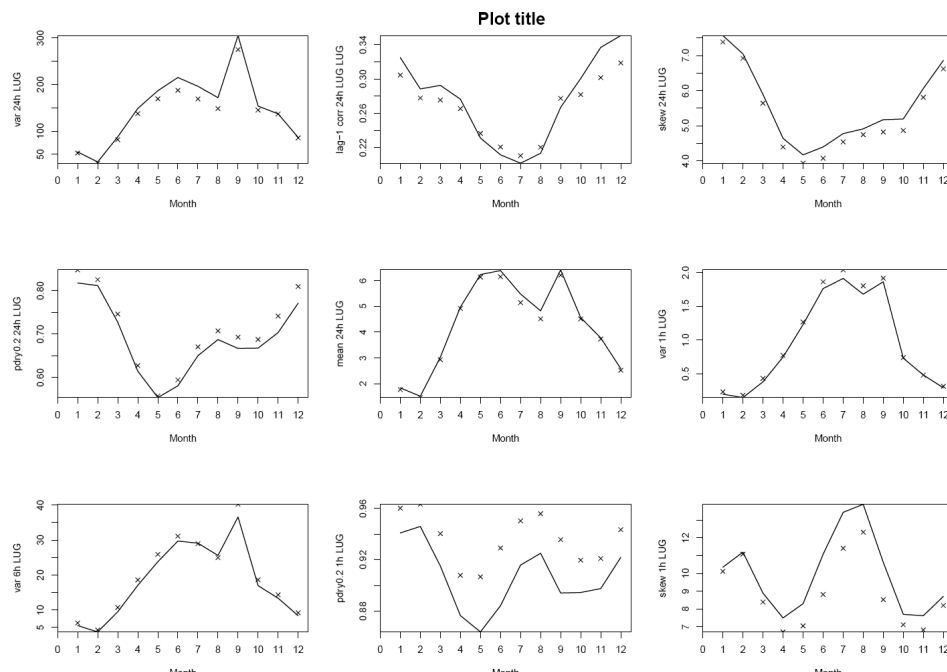 Plot title
var 24h LUG
300
200
100
50
0 1 2 3 4 5 6 7 8 9 10 11 12
Month
lag-1 corr 24h LUG LUG
0.34
0.30
0.26
0.22
0 1 2 3 4 5 6 7 8 9 10 11 12
Month
skew 24h LUG
7.0
6.0
5.0
4.0
0 1 2 3 4 5 6 7 8 9 10 11 12
Month
pdry0.2 24h LUG
0.80
0.70
0.60
0 1 2 3 4 5 6 7 8 9 10 11 12
Month
mean 24h LUG
6
5
4
3
2
0 1 2 3 4 5 6 7 8 9 10 11 12
Month
var 1h LUG
2.0
1.5
1.0
0.5
0 1 2 3 4 5 6 7 8 9 10 11 12
Month
var 6h LUG
40
30
20
10
5
0 1 2 3 4 5 6 7 8 9 10 11 12
Month
pdry0.2 1h LUG
0.96
0.92
0.88
0 1 2 3 4 5 6 7 8 9 10 11 12
Month
skew 1h LUG
12
11
10
9
8
7
0 1 2 3 4 5 6 7 8 9 10 11 12
Month